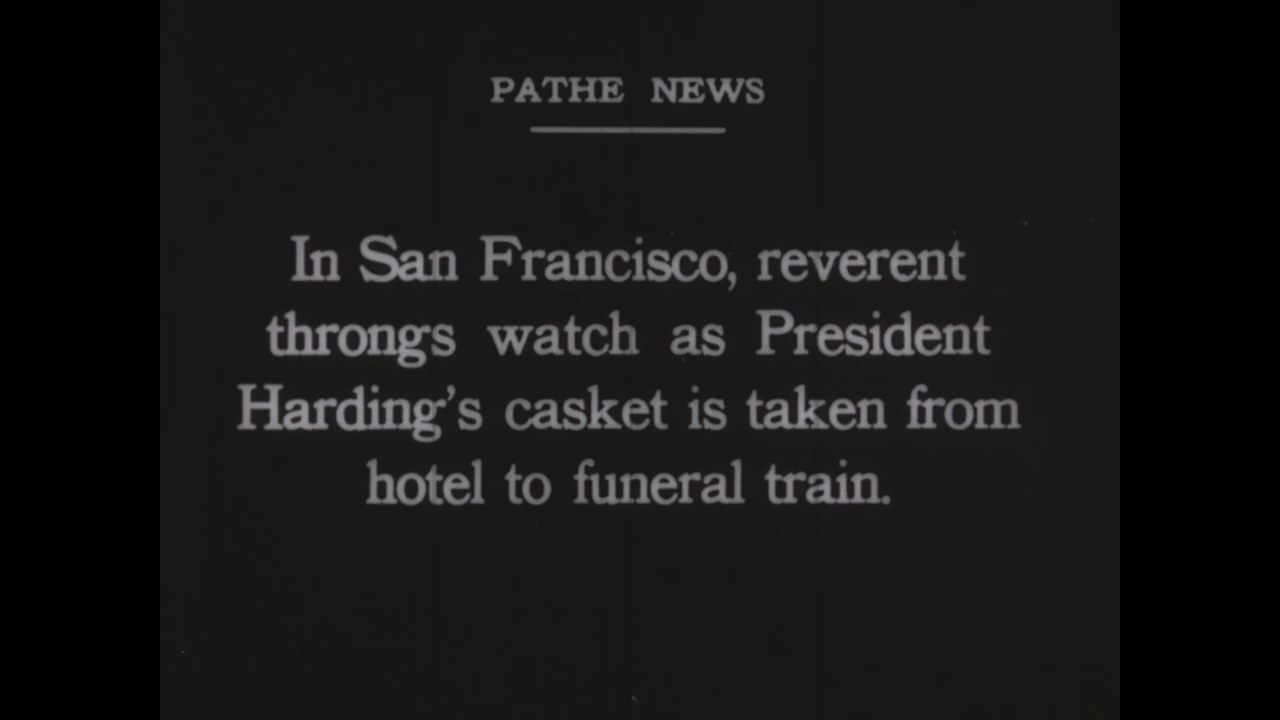 PATHE NEWS
In San Francisco, reverent
throngs watch as President
Harding's casket is taken from
hotel to funeral train.